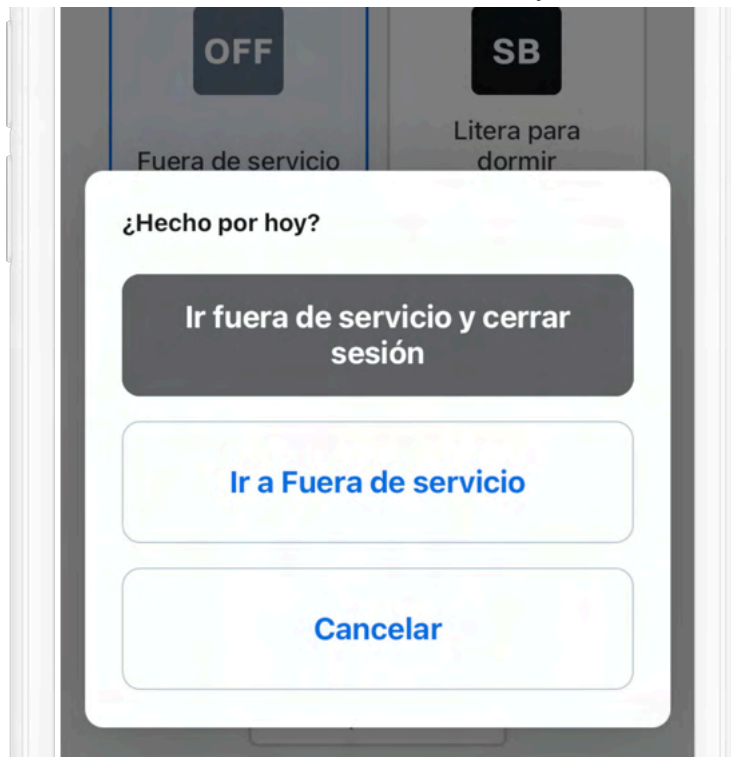 OFF
SB
Fuera de servicio
Litera para
dormir
¿Hecho por hoy?
Ir fuera de servicio y cerrar
sesión
Ir a Fuera de servicio
Cancelar